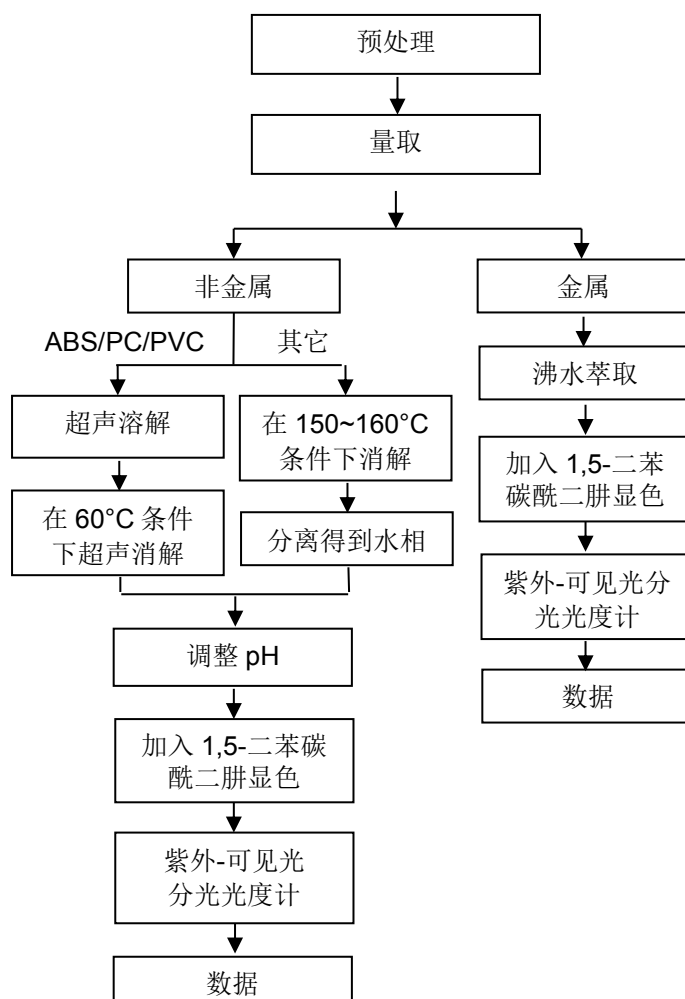 预处理
量取
非金属
金属
ABS/PC/PVC
其它
沸水萃取
超声溶解
在 150~160°C
条件下消解
加入 1,5-二苯
碳酰二肼显色
在 60°C 条件
下超声消解
分离得到水相
紫外-可见光分
光光度计
调整 pH
数据
加入 1,5-二苯碳
酰二肼显色
紫外-可见光
分光光度计
数据